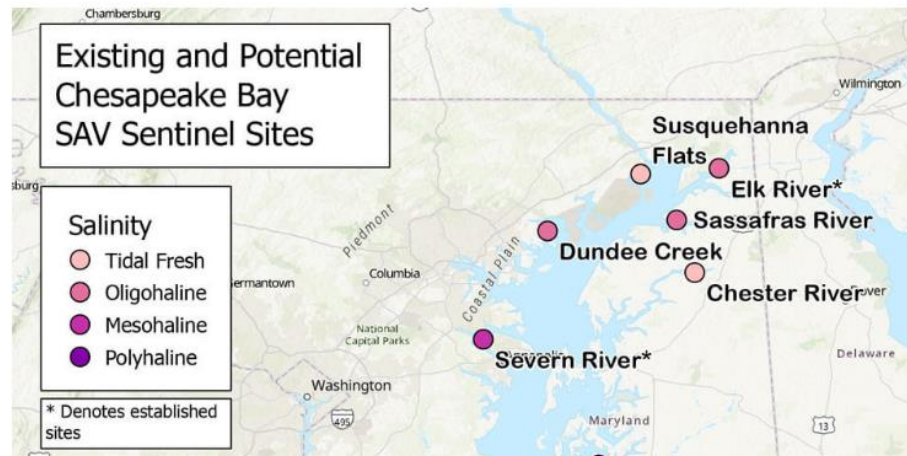 Chambersburg
Existing and Potential
Chesapeake Bay
SAV Sentinel Sites
Wilmington
Susquehanna
Flats
Elk River*
Sassafras River
Dundee Creek
Chester River
Severn River*
Piedmont
Coastal Plain
Columbia
National
Capital Parks
Washington
495
Maryland
Delaware
13
Salinity
Tidal Fresh
Oligohaline
Mesohaline
Polyhaline
* Denotes established
sites